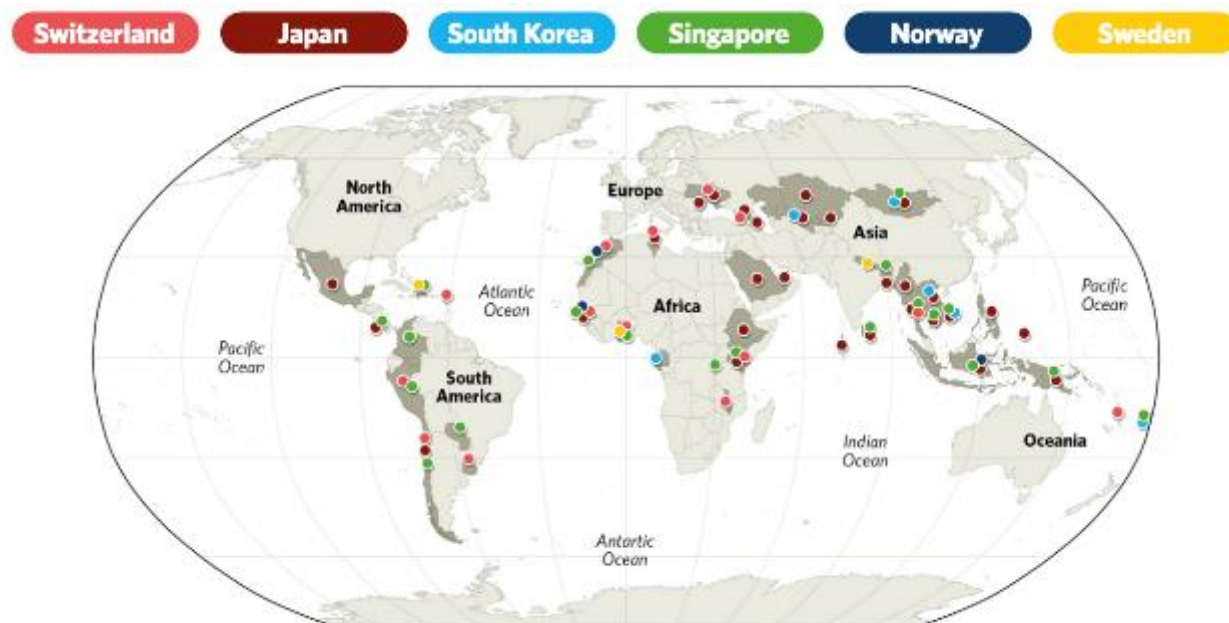 Switzerland Japan South Korea Singapore Norway Sweden
North
America
Europe
Asia
Atlantic
Ocean
Africa
Pacific
Ocean
Pacific
Ocean
South
America
Indian
Ocean
Oceania
Antartic
Ocean